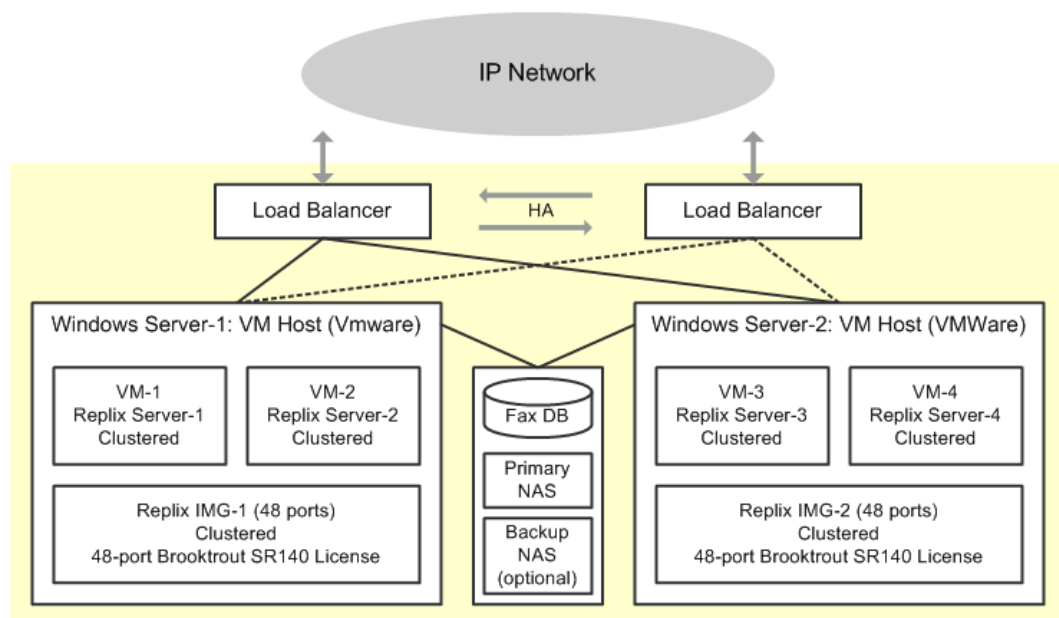 IP Network
Load Balancer
HA
Load Balancer
Windows Server-1: VM Host (Vmware)
VM-1
Replix Server-1
Clustered
VM-2
Replix Server-2
Clustered
Replix IMG-1 (48 ports)
Clustered
48-port Brooktrout SR140 License
Fax DB
Primary
NAS
Backup
NAS
(optional)
Windows Server-2: VM Host (VMWare)
VM-3
Replix Server-3
Clustered
VM-4
Replix Server-4
Clustered
Replix IMG-2 (48 ports)
Clustered
48-port Brooktrout SR140 License